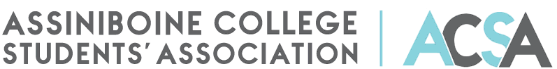 ASSINIBOINE COLLEGE
STUDENTS' ASSOCIATION
ACSA